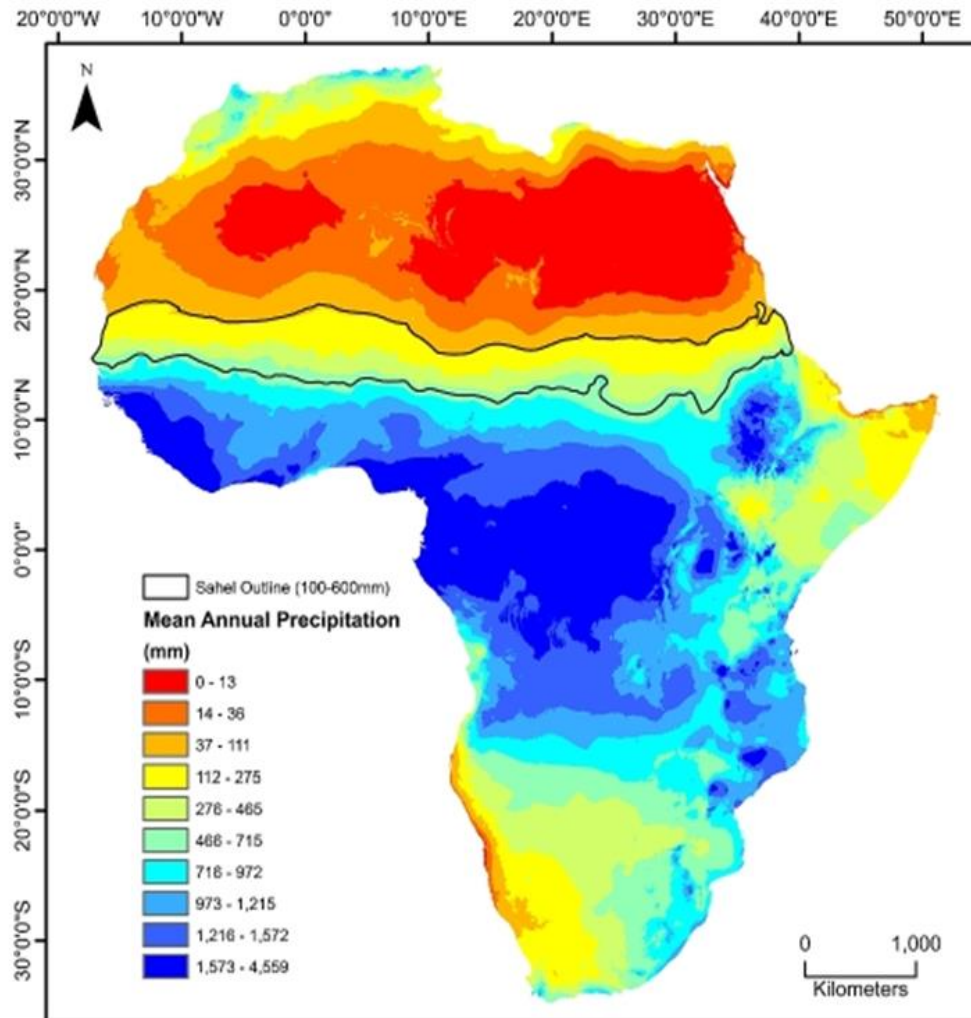 20°0'0"W 10°0'0"W 0°0'0" 10°0'0"E 20°0'0"E 30°0'0"E 40°0'0"E 50°0'0"E
N
30°0'0"N
20°0'0"N
10°0'0"N
0°0'0"
10°0'0"S
20°0'0"S
30°0'0"S
Sahel Outline (100-600mm)
Mean Annual Precipitation
(mm)
0 - 13
14 - 36
37 - 111
112 - 275
276 - 465
466 - 715
716 - 972
973 - 1,215
1,216 - 1,572
1,573 - 4,559
0 1,000
Kilometers